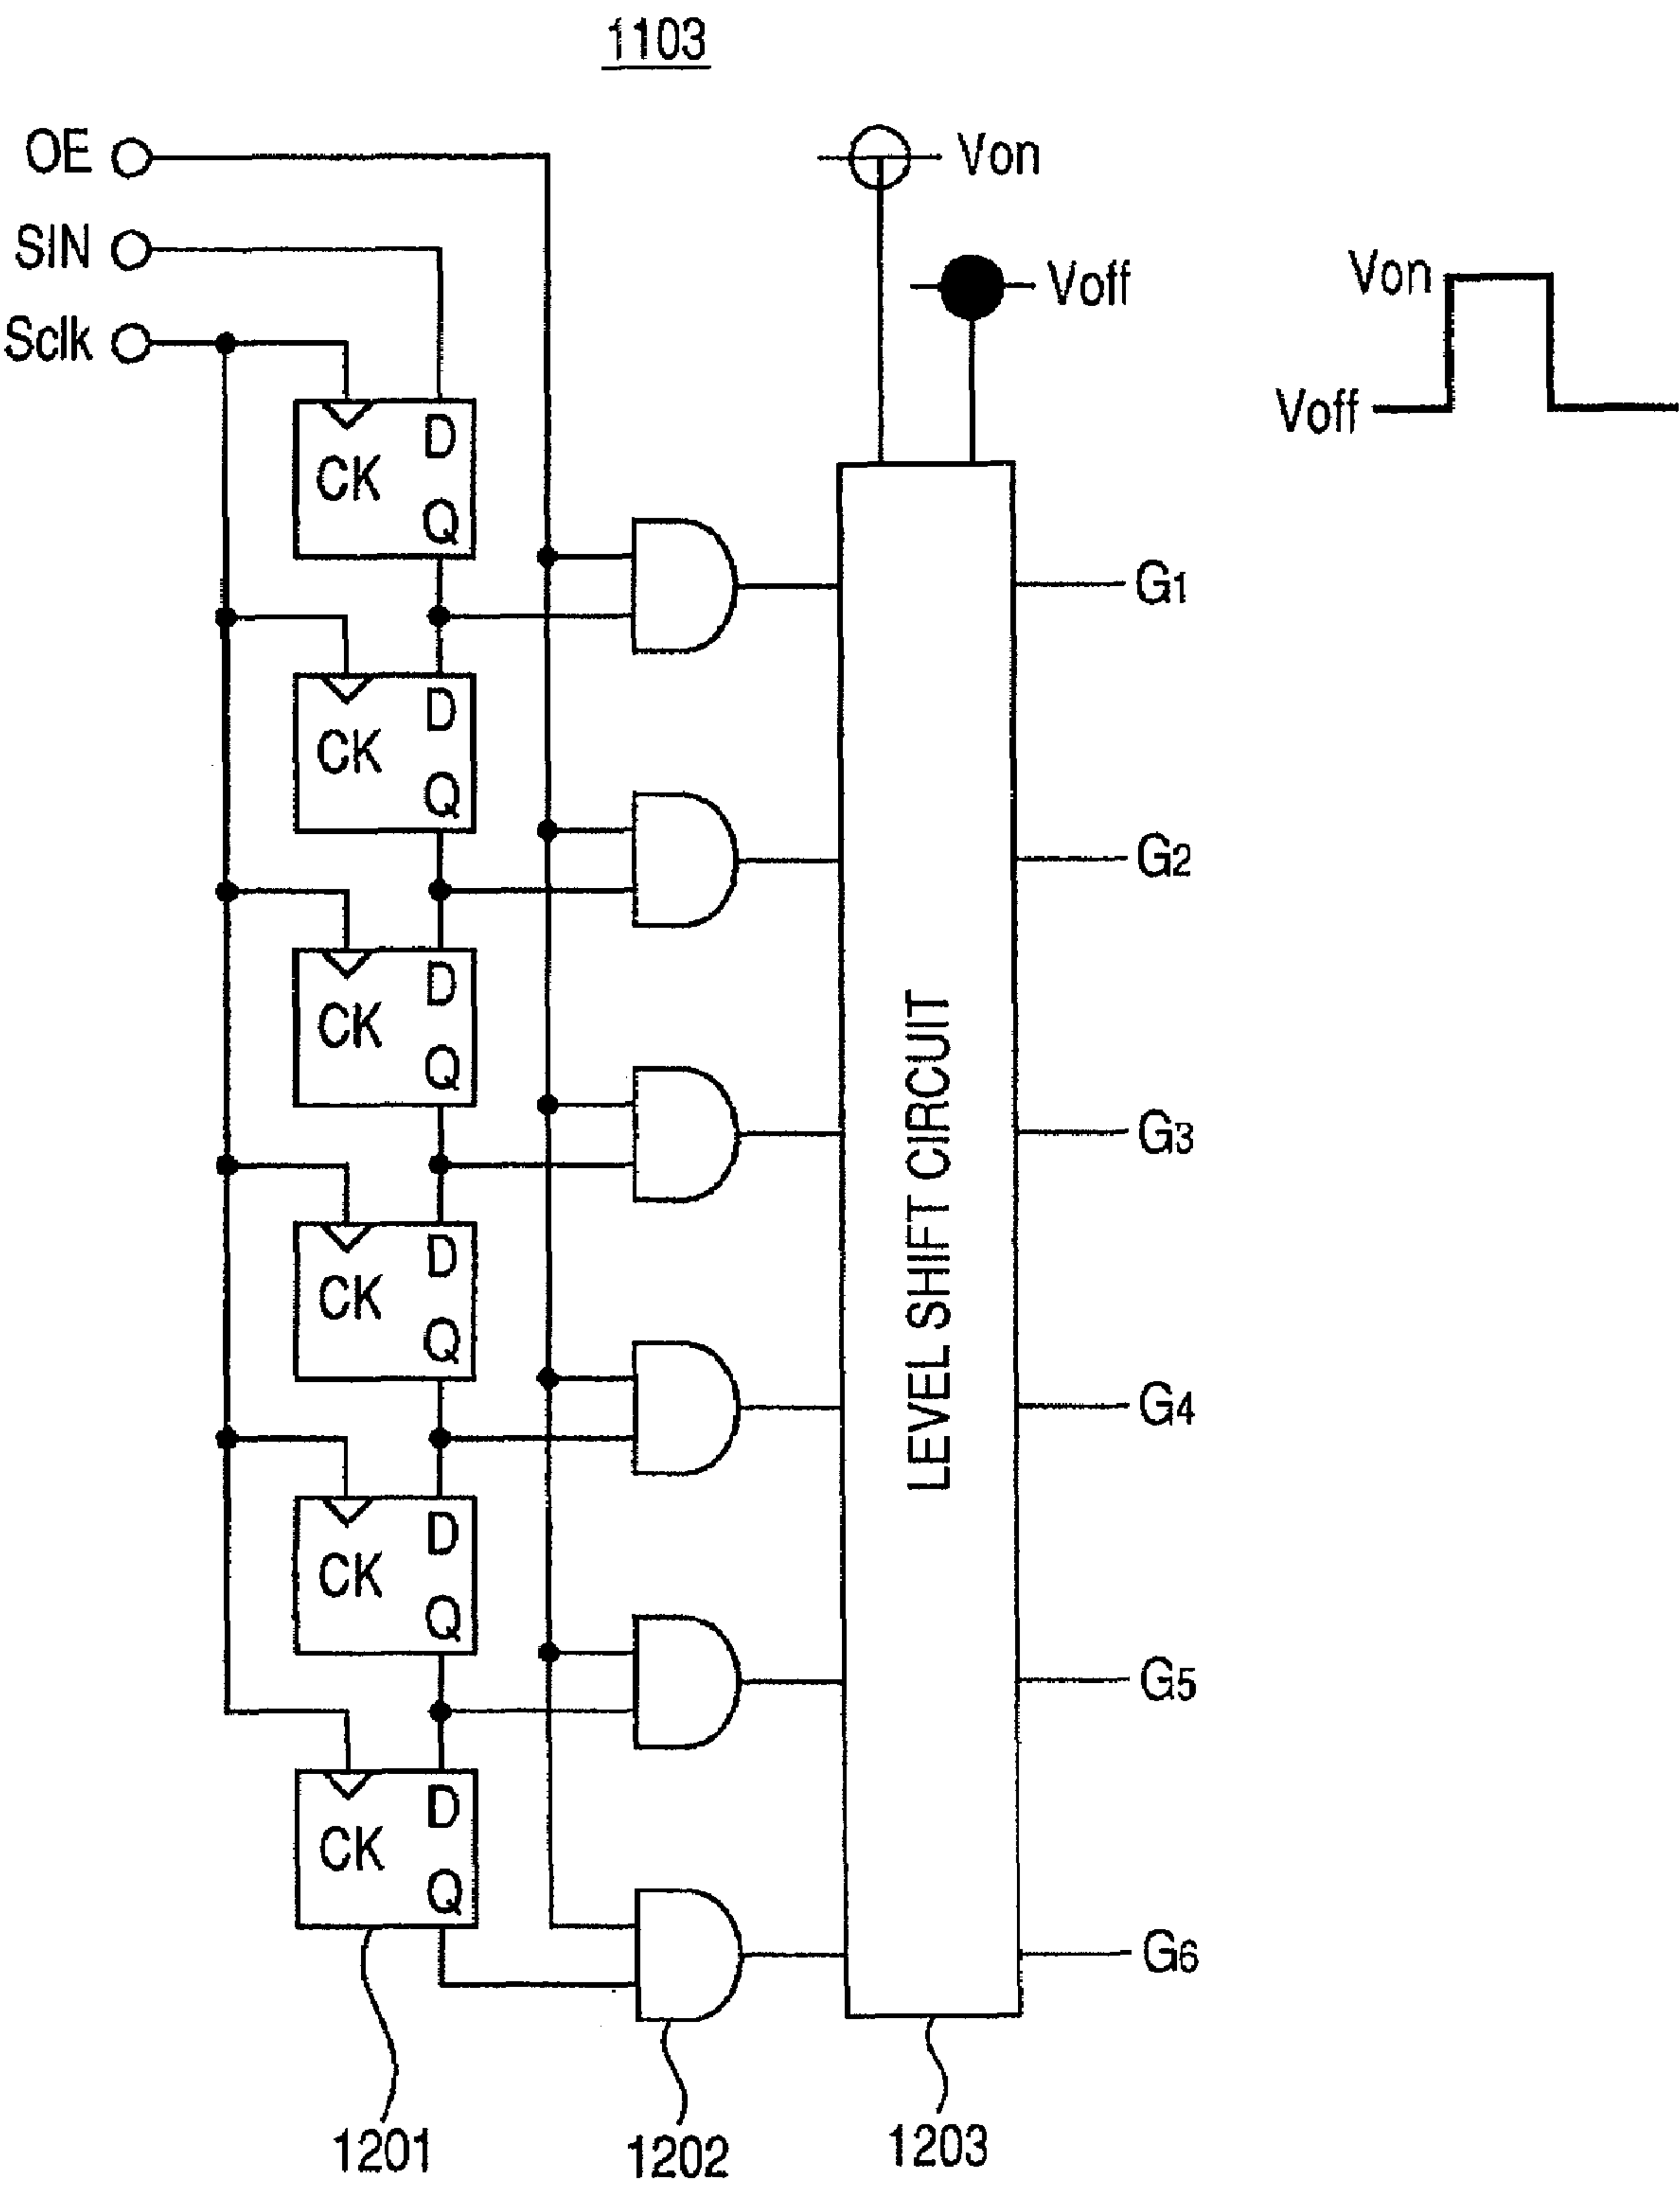 1103
OE
SIN
Sclk
Von
Voff
Von
Voff
D
CK
Q
G1
D
CK
Q
G2
D
CK
Q
G3
D
CK
Q
G4
D
CK
Q
G5
D
CK
Q
G6
LEVEL SHIFT CIRCUIT
1201
1202
1203